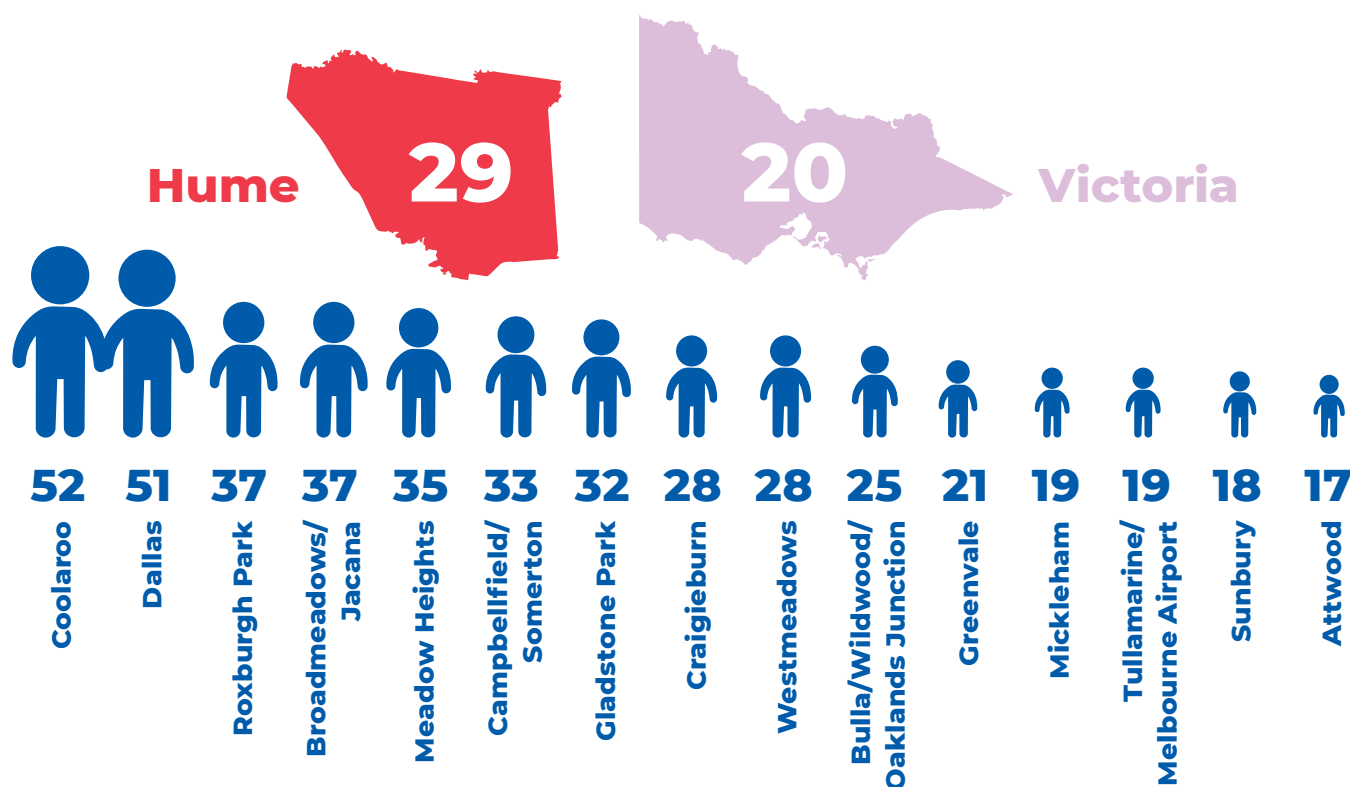 Hume
29
20
Victoria
52
51
37
37
35
33
32
28
28
25
21
19
19
18
17
Coolaroo
Dallas
Roxburgh Park
Broadmeadows/
Jacana
Meadow Heights
Campbellfield/
Somerton
Gladstone Park
Craigieburn
Westmeadows
Bulla/Wildwood/
Oaklands Junction
Greenvale
Mickleham
Tullamarine/
Melbourne Airport
Sunbury
Attwood